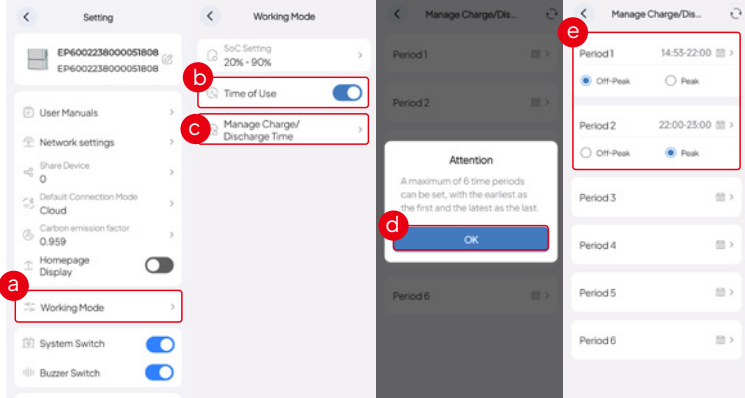 Setting
EP6002238000051808
EP6002238000051808
User Manuals
Network settings
Share Device
0
Default Connection Mode
Cloud
Carbon emission factor
0.959
Homepage
Display
a
Working Mode
System Switch
Buzzer Switch
Working Mode
SoC Setting
20% - 90%
b
Time of Use
c
Manage Charge/
Discharge Time
Manage Charge/Dis...
Period 1
Period 2
Attention
A maximum of 6 time periods
can be set, with the earliest as
the first and the latest as the last.
d
OK
Period 6
Manage Charge/Dis...
e
Period 1 14:53-22:00
Off-Peak Peak
Period 2 22:00-23:00
Off-Peak Peak
Period 3
Period 4
Period 5
Period 6